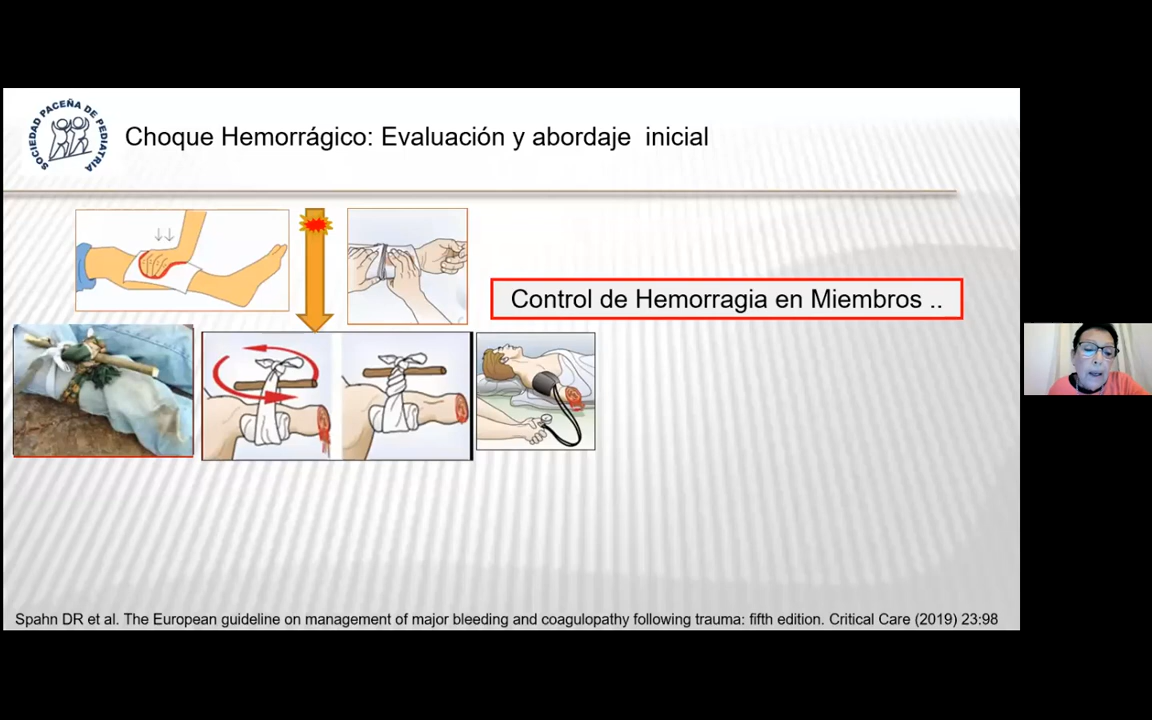 SOCIEDAD PACEÑA DE PEDIATRIA
Choque Hemorrágico: Evaluación y abordaje inicial
Control de Hemorragia en Miembros ..
Spahn DR et al. The European guideline on management of major bleeding and coagulopathy following trauma: fifth edition. Critical Care (2019) 23:98